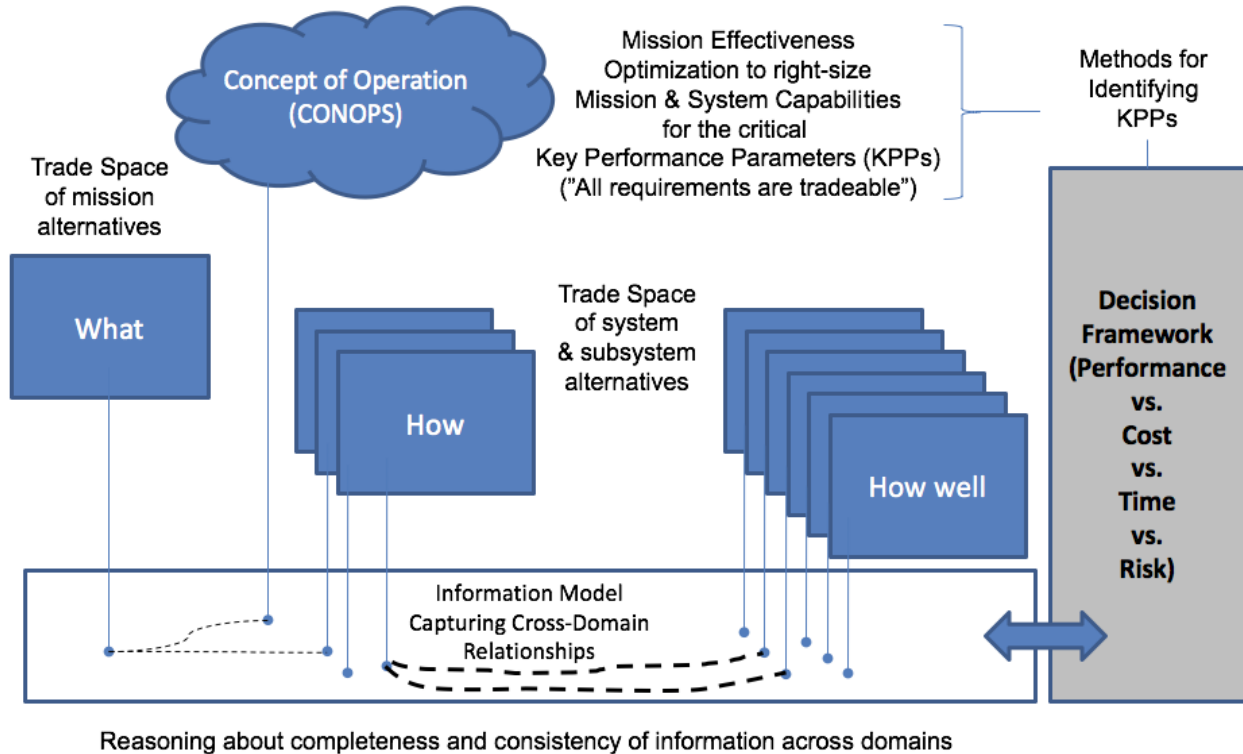 Concept of Operation
(CONOPS)
Mission Effectiveness
Optimization to right-size
Mission & System Capabilities
for the critical
Key Performance Parameters (KPPs)
(”All requirements are tradeable”)
Methods for
Identifying
KPPs
Trade Space
of mission
alternatives
What
How
Trade Space
of system
& subsystem
alternatives
How well
Decision
Framework
(Performance
vs.
Cost
vs.
Time
vs.
Risk)
Information Model
Capturing Cross-Domain
Relationships
Reasoning about completeness and consistency of information across domains